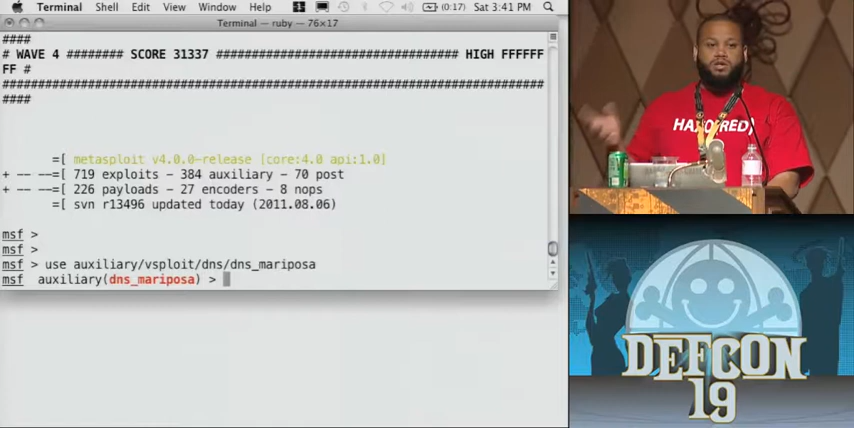 Terminal Shell Edit View Window Help (0:17) Sat 3:41 PM
Terminal — ruby — 76×17
####
# WAVE 4 ######## SCORE 31337 ################################## HIGH FFFFFF
FF #
############################################################################
####
=[ metasploit v4.0.0-release [core:4.0 api:1.0]
+ -- --=[ 719 exploits - 384 auxiliary - 70 post
+ -- --=[ 226 payloads - 27 encoders - 8 nops
=[ svn r13496 updated today (2011.08.06)
msf >
msf >
msf > use auxiliary/vsploit/dns/dns_mariposa
msf auxiliary(dns_mariposa) >
DEFCON
19